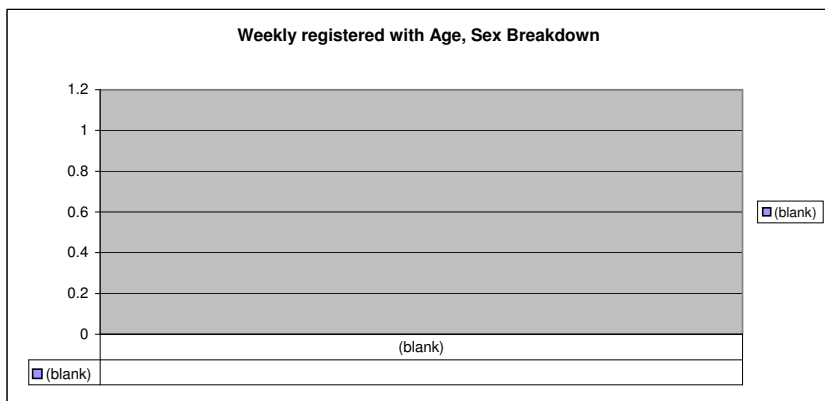 Weekly registered with Age, Sex Breakdown
1.2
1
0.8
0.6
0.4
0.2
0
(blank)
(blank)
(blank)